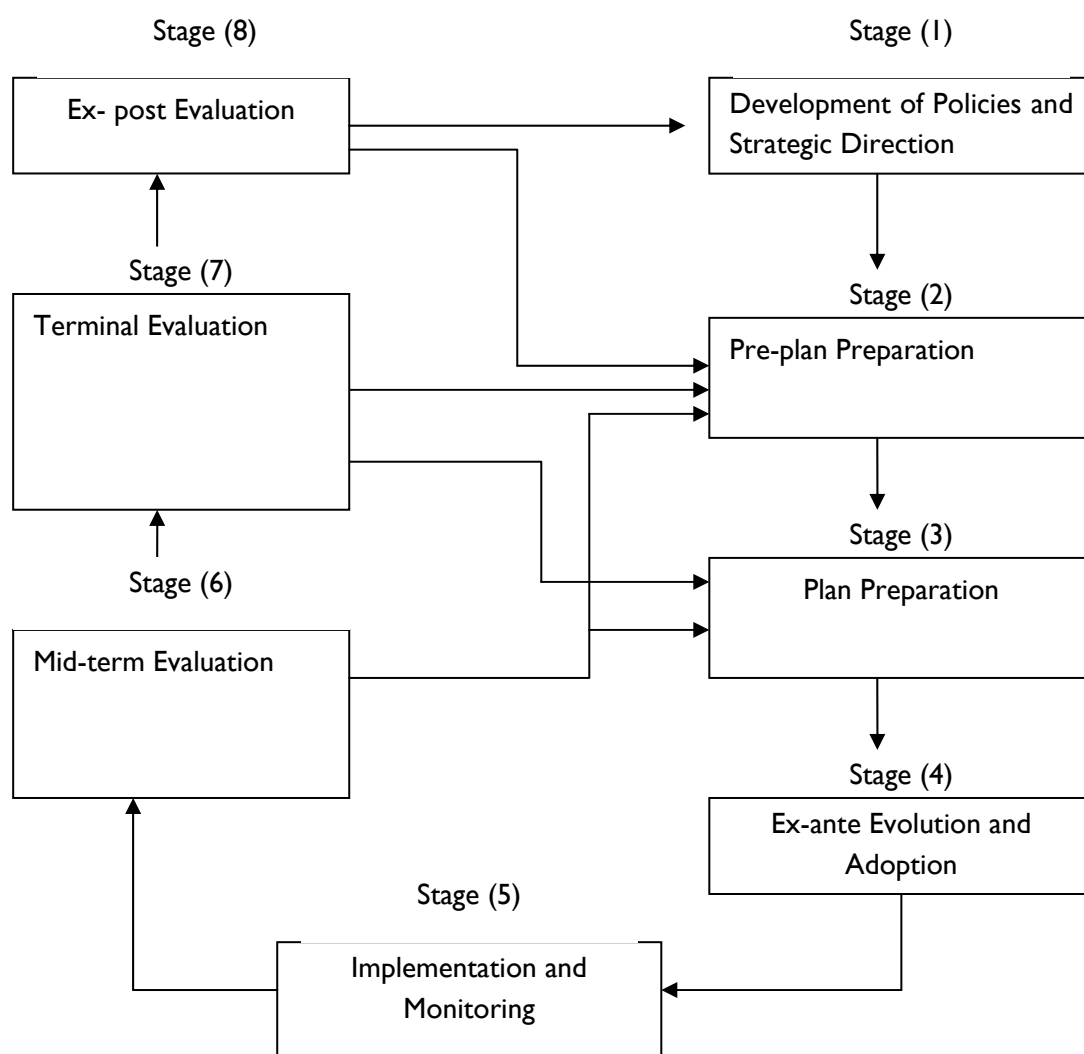 Stage (8)
Stage (1)
Ex- post Evaluation
Development of Policies and
Strategic Direction
Stage (7)
Stage (2)
Terminal Evaluation
Pre-plan Preparation
Stage (3)
Stage (6)
Plan Preparation
Mid-term Evaluation
Stage (4)
Ex-ante Evolution and
Adoption
Stage (5)
Implementation and
Monitoring